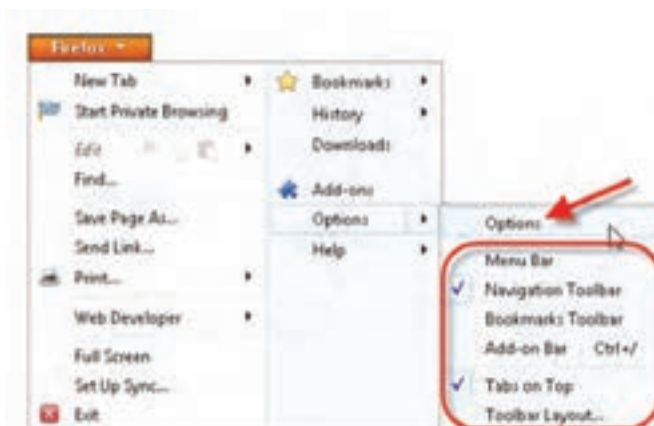 Firefox
New Tab
Start Private Browsing
Edit
Find...
Save Page As...
Send Link...
Print...
Web Developer
Full Screen
Set Up Sync...
Exit
Bookmarks
History
Downloads
Add-ons
Options
Help
Options
Menu Bar
Navigation Toolbar
Bookmarks Toolbar
Add-on Bar Ctrl+/
Tabs on Top
Toolbar Layout...